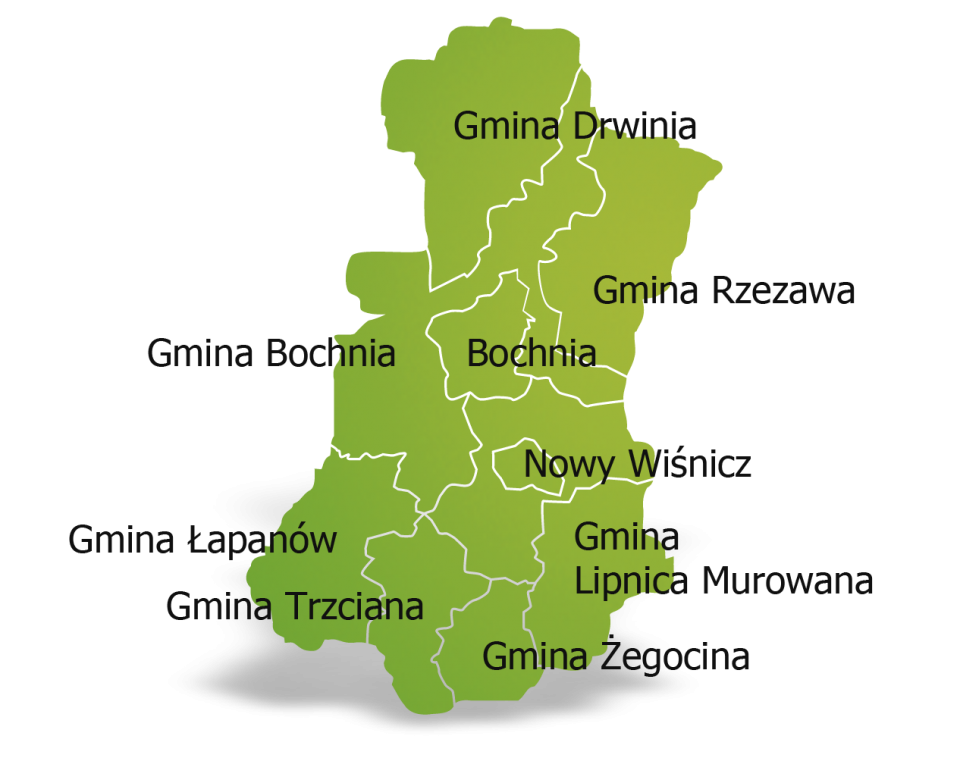 Gmina Drwinia
Gmina Rzezawa
Gmina Bochnia
Bochnia
Nowy Wiśnicz
Gmina Łapanów
Gmina
Lipnica Murowana
Gmina Trzciana
Gmina Żegocina